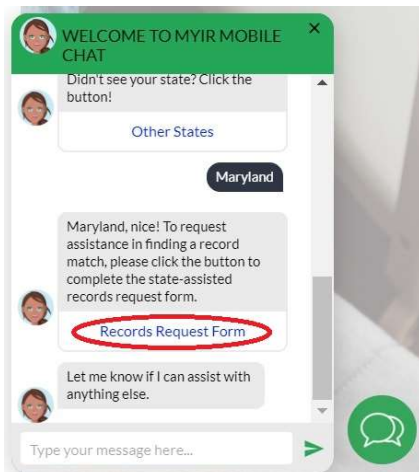 WELCOME TO MYIR MOBILE
CHAT
×
Didn't see your state? Click the
button!
Other States
Maryland
Maryland, nice! To request
assistance in finding a record
match, please click the button to
complete the state-assisted
records request form.
Records Request Form
Let me know if I can assist with
anything else.
Type your message here...